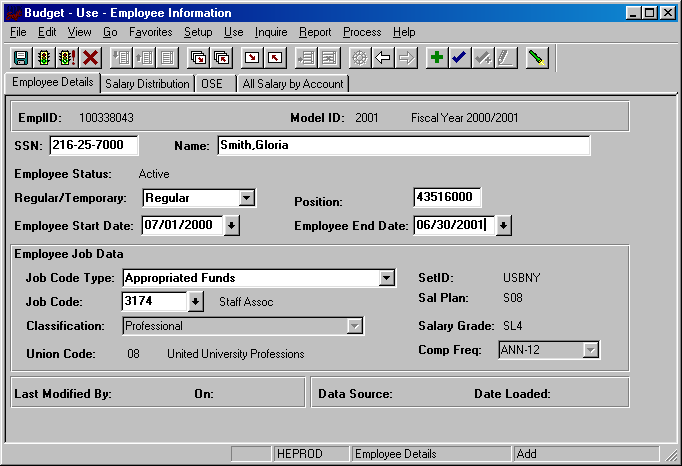 Budget - Use - Employee Information
File Edit View Go Favorites Setup Use Inquire Report Process Help
Employee Details Salary Distribution OSE All Salary by Account
EmplID: 100338043 Model ID: 2001 Fiscal Year 2000/2001
SSN: 216-25-7000 Name: Smith,Gloria
Employee Status: Active
Regular/Temporary: Regular Position: 43516000
Employee Start Date: 07/01/2000 Employee End Date: 06/30/2001
Employee Job Data
Job Code Type: Appropriated Funds SetID: USBNY
Job Code: 3174 Staff Assoc Sal Plan: S08
Classification: Professional Salary Grade: SL4
Union Code: 08 United University Professions Comp Freq: ANN-12
Last Modified By: On: Data Source: Date Loaded:
HEPROD Employee Details Add